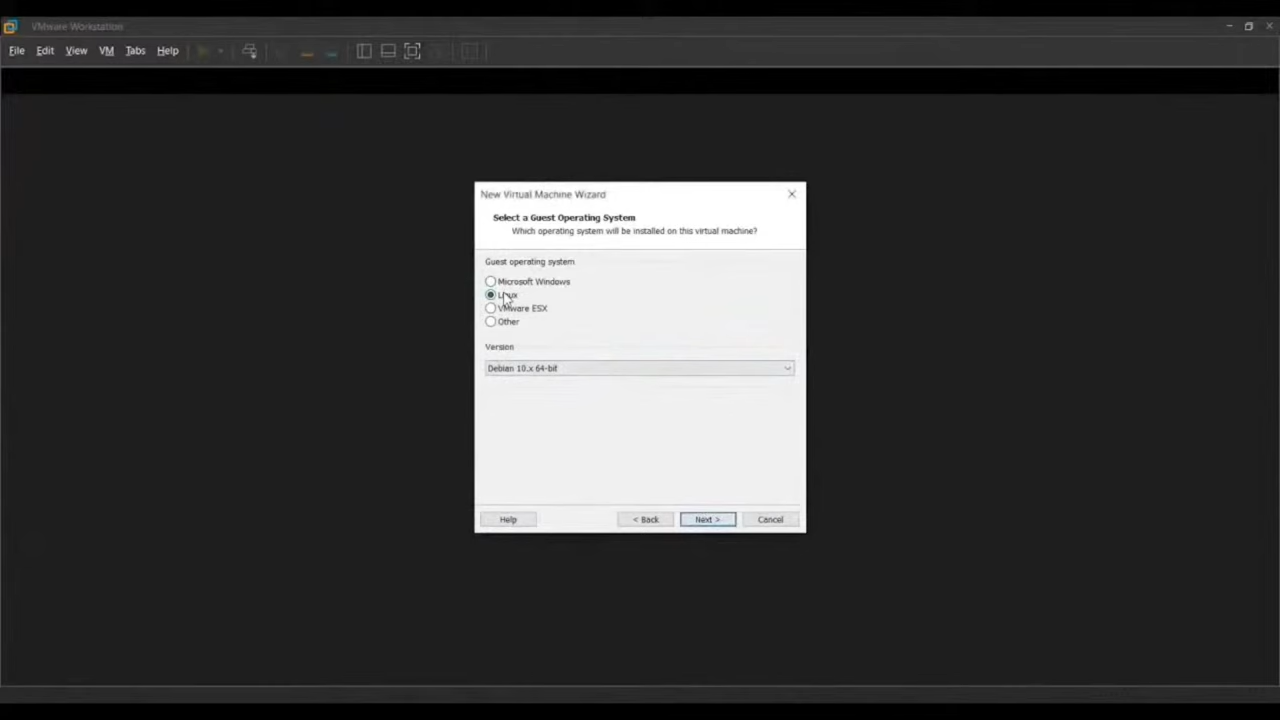 VMware Workstation
File Edit View VM Tabs Help
New Virtual Machine Wizard
Select a Guest Operating System
Which operating system will be installed on this virtual machine?
Guest operating system
Microsoft Windows
Linux
VMware ESX
Other
Version
Debian 10.x 64-bit
Help < Back Next > Cancel